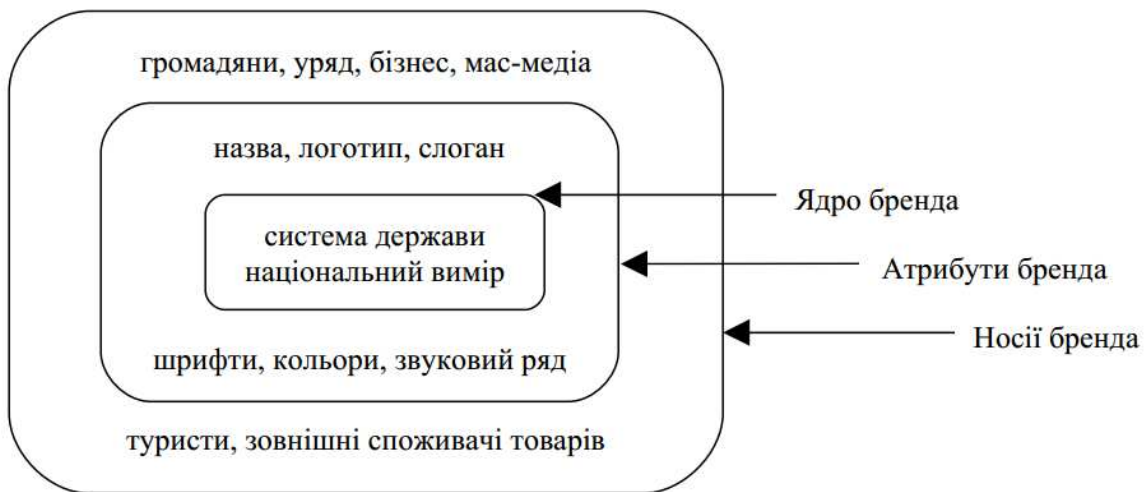 громадяни, уряд, бізнес, мас-медіа
назва, логотип, слоган
Ядро бренда
система держави
національний вимір
Атрибути бренда
Носії бренда
шрифти, кольори, звуковий ряд
туристи, зовнішні споживачі товарів